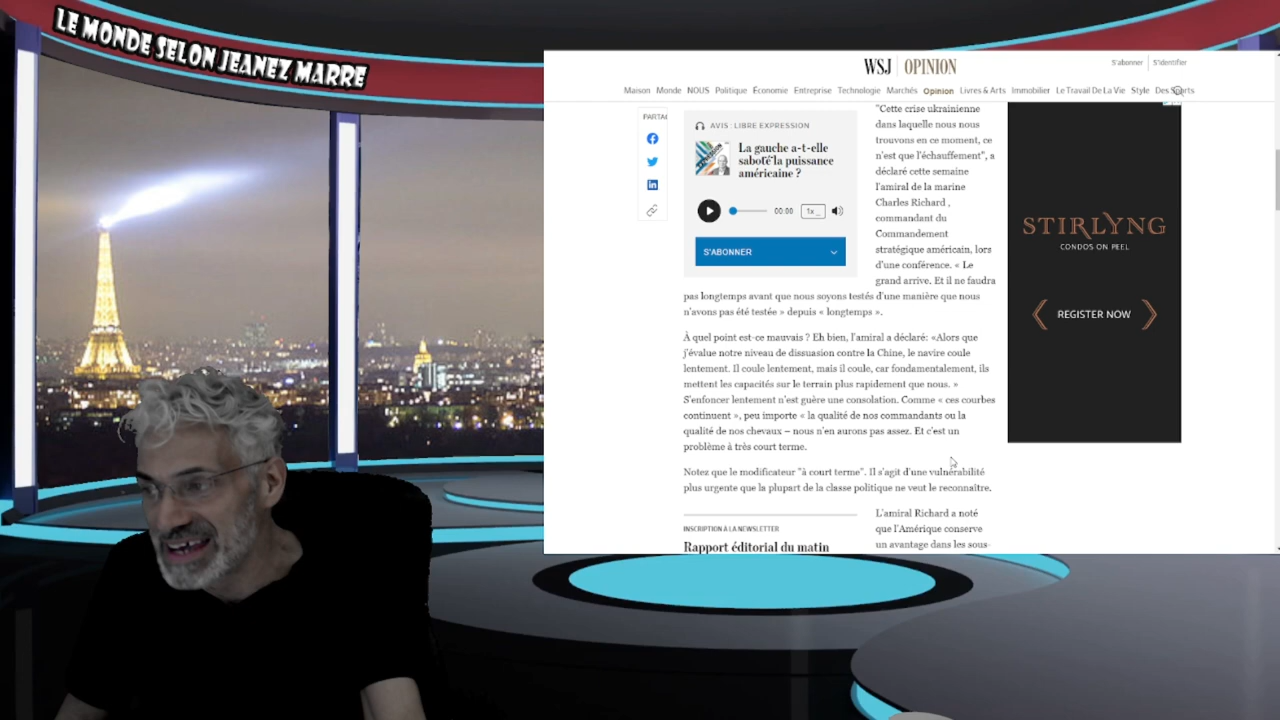 LE MONDE SELON JEANEZ MARRE
WSJ OPINION
S'abonner S'identifier
Maison Monde NOUS Politique Économie Entreprise Technologie Marchés Opinion Livres & Arts Immobilier Le Travail De La Vie Style Des Sports
PARTAG
AVIS : LIBRE EXPRESSION
La gauche a-t-elle
saboté la puissance
américaine ?
00:00 1x
S'ABONNER
"Cette crise ukrainienne
dans laquelle nous nous
trouvons en ce moment, ce
n'est que l'échauffement", a
déclaré cette semaine
l'amiral de la marine
Charles Richard ,
commandant du
Commandement
stratégique américain, lors
d'une conférence. « Le
grand arrive. Et il ne faudra
pas longtemps avant que nous soyons testés d'une manière que nous
n'avons pas été testée » depuis « longtemps ».
À quel point est-ce mauvais ? Eh bien, l'amiral a déclaré: «Alors que
j'évalue notre niveau de dissuasion contre la Chine, le navire coule
lentement. Il coule lentement, mais il coule, car fondamentalement, ils
mettent les capacités sur le terrain plus rapidement que nous. »
S'enfoncer lentement n'est guère une consolation. Comme « ces courbes
continuent », peu importe « la qualité de nos commandants ou la
qualité de nos chevaux – nous n'en aurons pas assez. Et c'est un
problème à très court terme.
Notez que le modificateur "à court terme". Il s'agit d'une vulnérabilité
plus urgente que la plupart de la classe politique ne veut le reconnaître.
INSCRIPTION À LA NEWSLETTER
Rapport éditorial du matin
L'amiral Richard a noté
que l'Amérique conserve
un avantage dans les sous-
STIRLYNG
CONDOS ON PEEL
REGISTER NOW